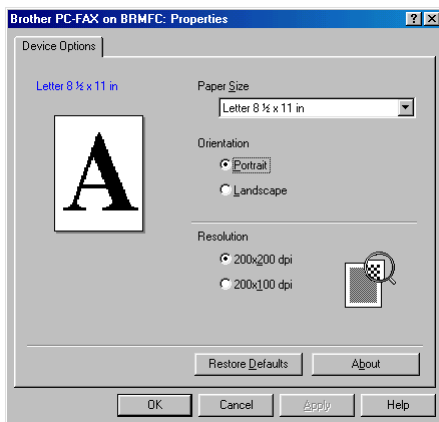 Brother PC-FAX on BRMFC: Properties
Device Options
Letter 8 ½ x 11 in
A
Paper Size
Letter 8 ½ x 11 in
Orientation
Portrait
Landscape
Resolution
200x200 dpi
200x100 dpi
Restore Defaults About
OK Cancel Apply Help